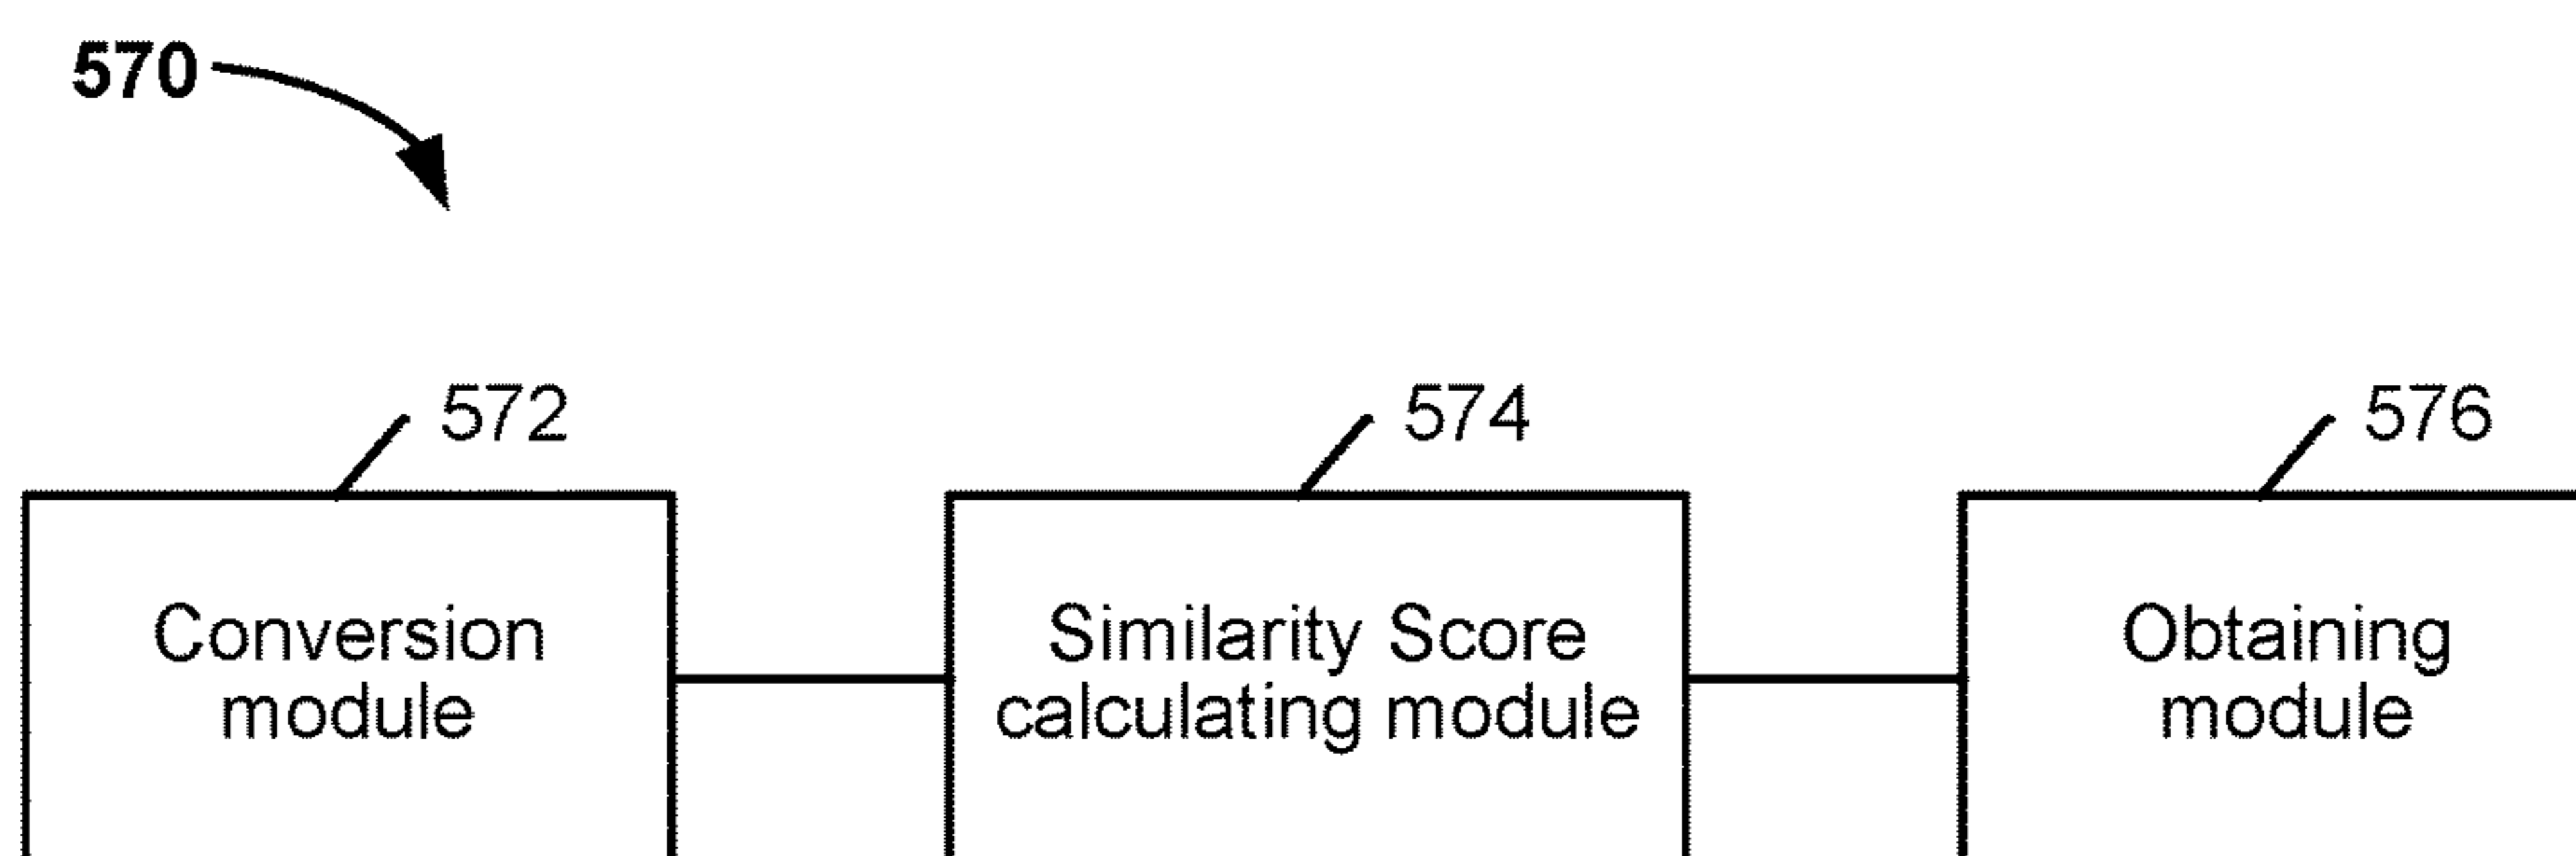 570
572
574
576
Conversion
module
Similarity Score
calculating module
Obtaining
module